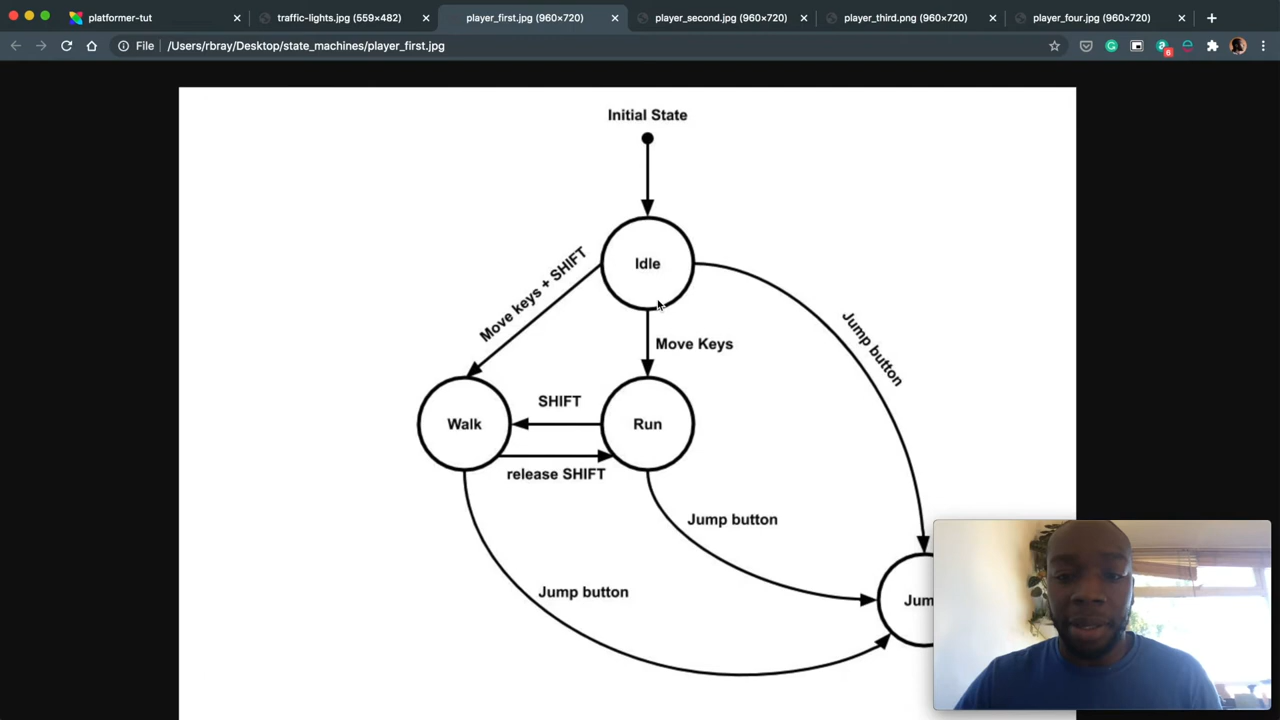 platformer-tut
traffic-lights.jpg (559×482)
player_first.jpg (960×720)
player_second.jpg (960×720)
player_third.png (960×720)
player_four.jpg (960×720)
File
/Users/rbray/Desktop/state_machines/player_first.jpg
6
Initial State
Idle
Move keys + SHIFT
Move Keys
Jump button
SHIFT
Walk
Run
release SHIFT
Jump button
Jump button
Jum